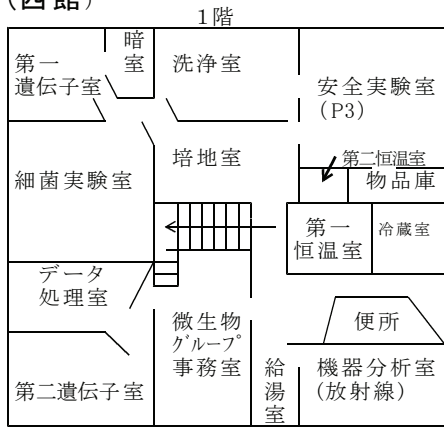 (西館)
1階
暗
室
第一
遺伝子室
洗浄室
安全実験室
(P3)
培地室
第二恒温室
物品庫
細菌実験室
第一
恒温室
冷蔵室
データ
処理室
微生物
グループ
事務室
便所
給
湯
室
機器分析室
(放射線)
第二遺伝子室